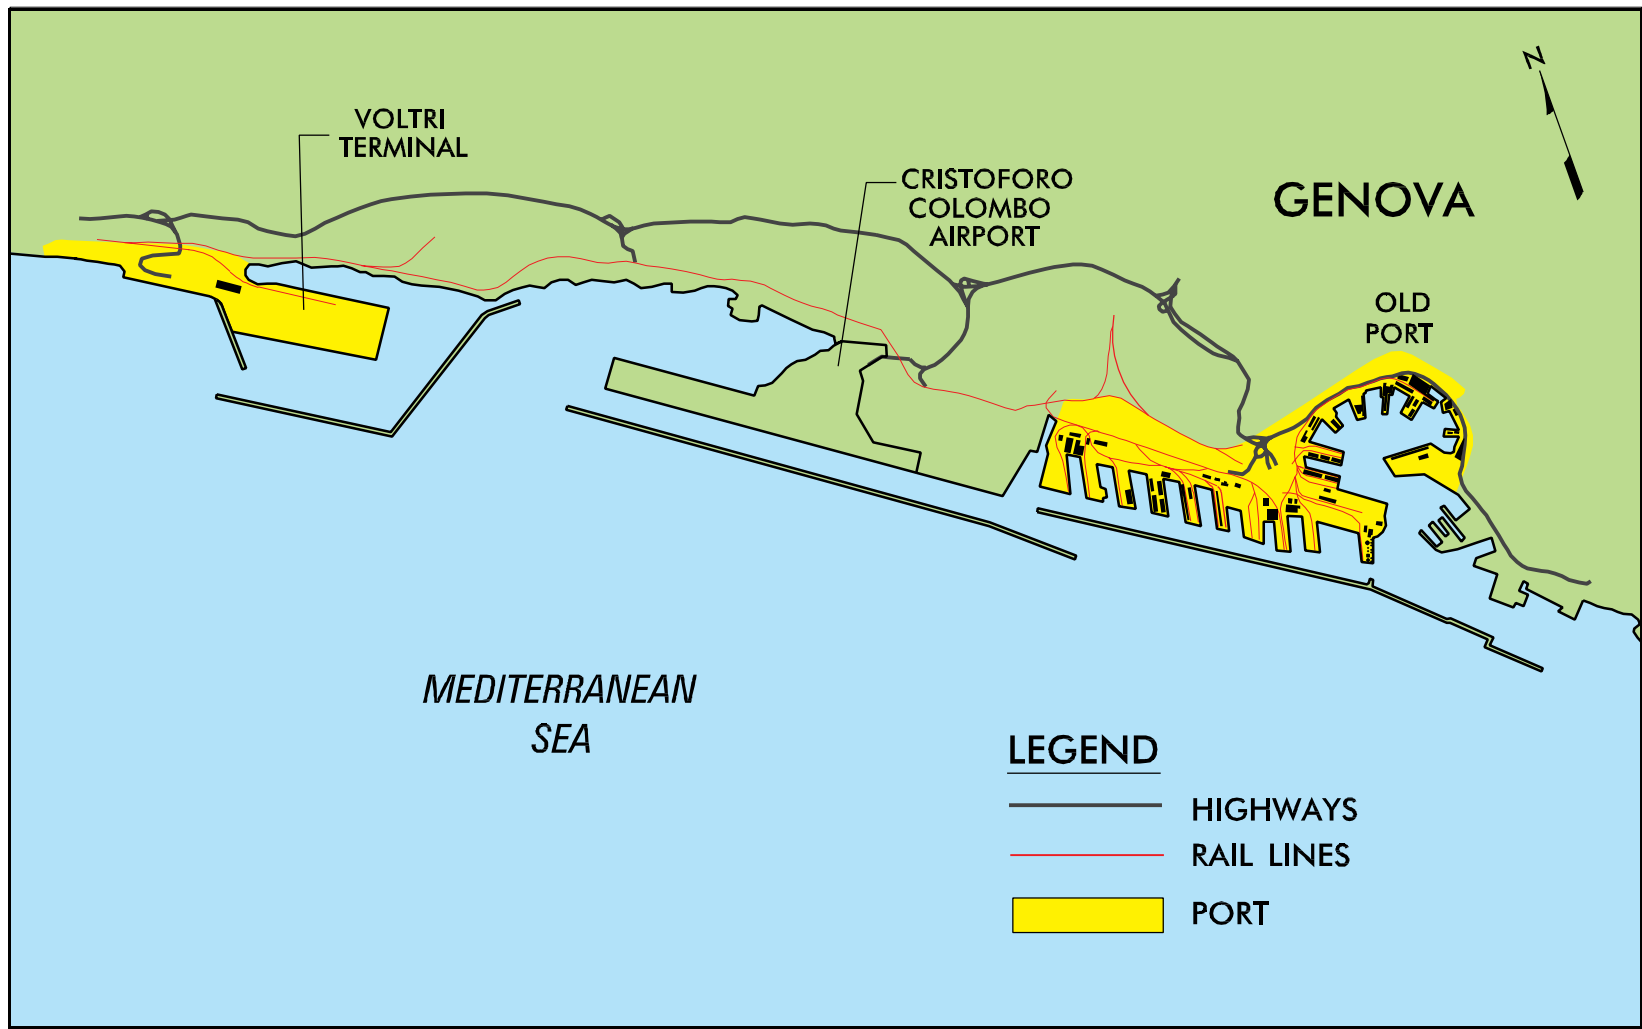 N
VOLTRI
TERMINAL
CRISTOFORO
COLOMBO
AIRPORT
GENOVA
OLD
PORT
MEDITERRANEAN
SEA
LEGEND
HIGHWAYS
RAIL LINES
PORT